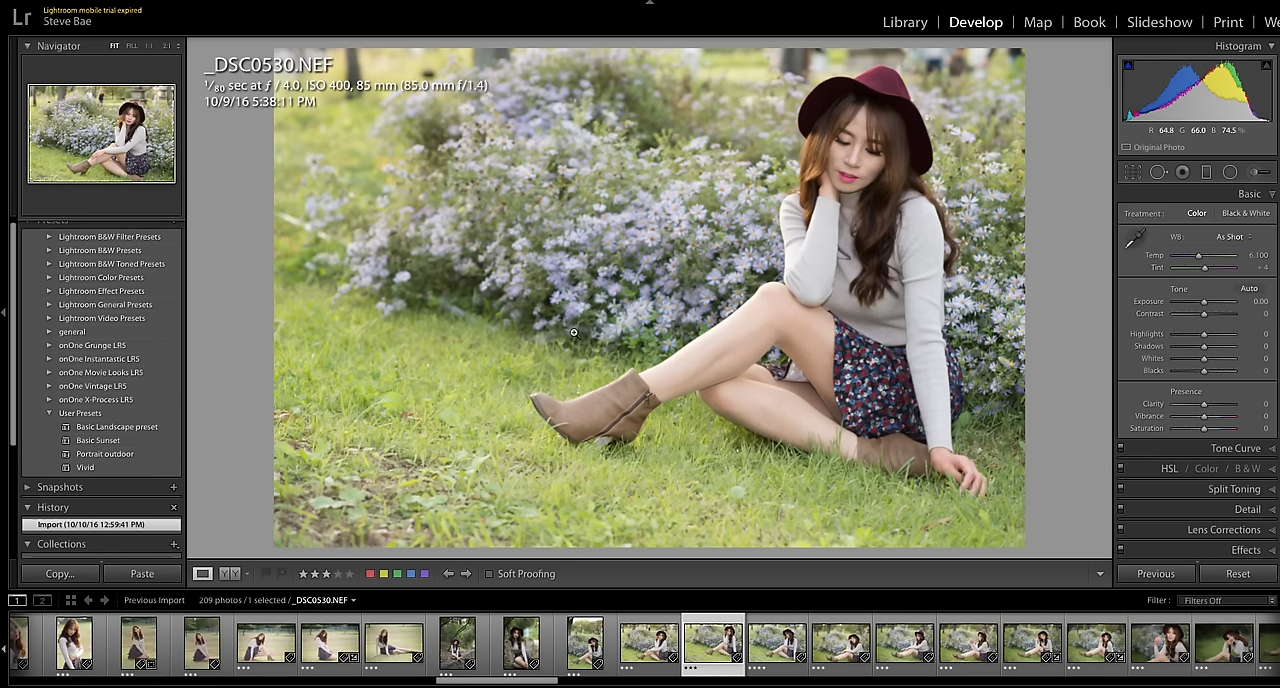 Lr
Lightroom mobile trial expired
Steve Bae
Library | Develop | Map | Book | Slideshow | Print | We
Navigator FIT FILL 1:1 2:1
Histogram
_DSC0530.NEF
1/80 sec at ƒ / 4.0, ISO 400, 85 mm (85.0 mm f/1.4)
10/9/16 5:38:11 PM
R 64.8 G 66.0 B 74.5 %
Original Photo
Presets
Lightroom B&W Filter Presets
Lightroom B&W Presets
Lightroom B&W Toned Presets
Lightroom Color Presets
Lightroom Effect Presets
Lightroom General Presets
Lightroom Video Presets
general
onOne Grunge LR5
onOne Instantastic LR5
onOne Movie Looks LR5
onOne Vintage LR5
onOne X-Process LR5
User Presets
Basic Landscape preset
Basic Sunset
Portrait outdoor
Vivid
Snapshots +
History ×
Import (10/10/16 12:59:41 PM)
Collections +
Copy... Paste
Basic
Treatment : Color Black & White
WB : As Shot
Temp 6,100
Tint + 4
Tone Auto
Exposure 0.00
Contrast 0
Highlights 0
Shadows 0
Whites 0
Blacks 0
Presence
Clarity 0
Vibrance 0
Saturation 0
Tone Curve
HSL / Color / B & W
Split Toning
Detail
Lens Corrections
Effects
Previous Reset
Y Y Soft Proofing
1 2 Previous Import 209 photos / 1 selected / _DSC0530.NEF
Filter : Filters Off